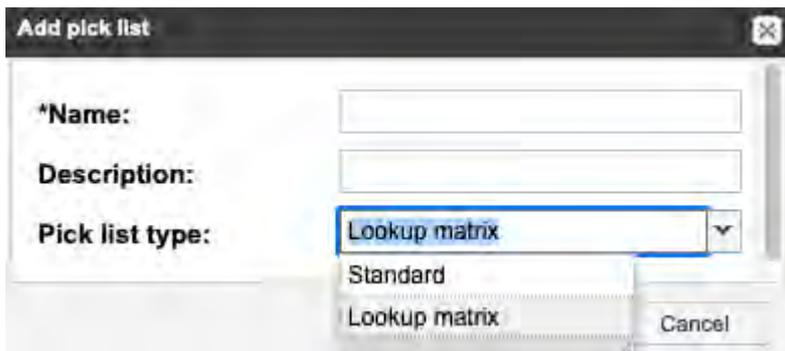 Add pick list
*Name:
Description:
Pick list type: Lookup matrix
Standard
Lookup matrix
Cancel